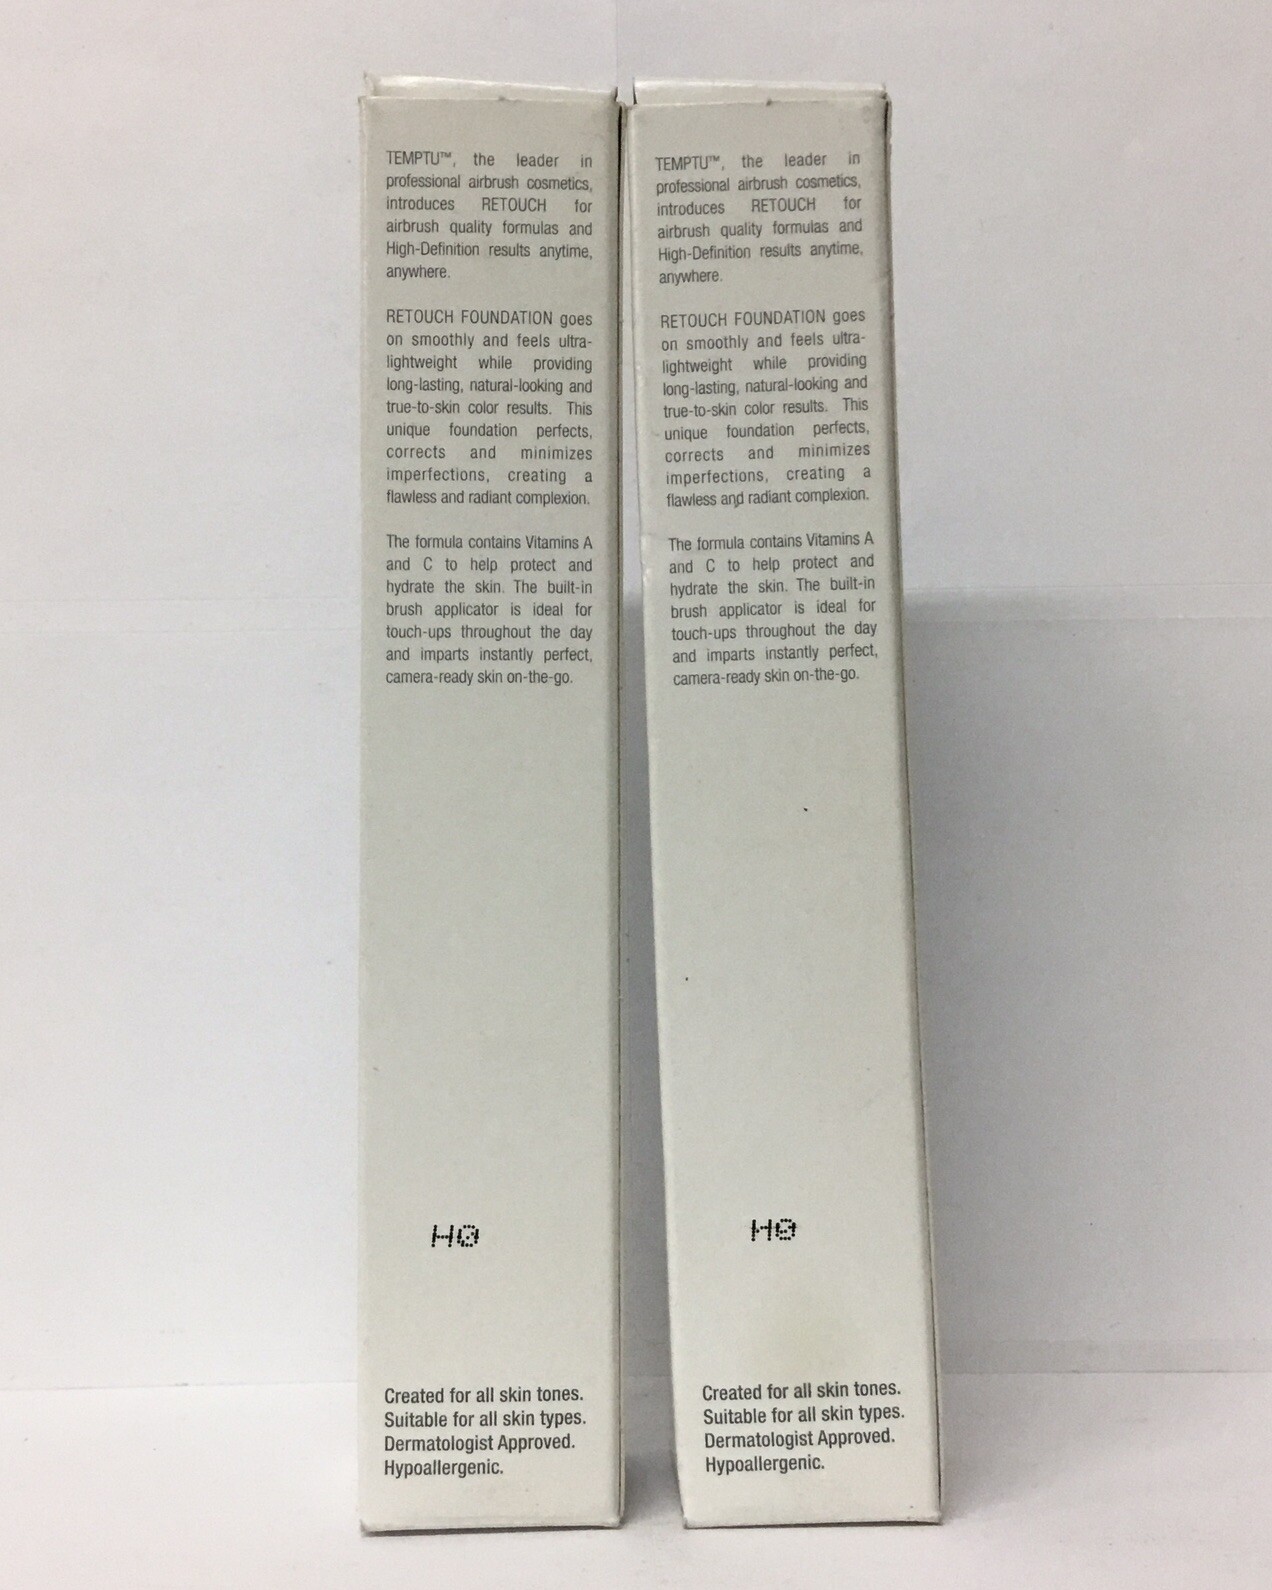 TEMPTU™, the leader in
professional airbrush cosmetics,
introduces RETOUCH for
airbrush quality formulas and
High-Definition results anytime,
anywhere.
RETOUCH FOUNDATION goes
on smoothly and feels ultra-
lightweight while providing
long-lasting, natural-looking and
true-to-skin color results. This
unique foundation perfects,
corrects and minimizes
imperfections, creating a
flawless and radiant complexion.
The formula contains Vitamins A
and C to help protect and
hydrate the skin. The built-in
brush applicator is ideal for
touch-ups throughout the day
and imparts instantly perfect,
camera-ready skin on-the-go.
H0
Created for all skin tones.
Suitable for all skin types.
Dermatologist Approved.
Hypoallergenic.
TEMPTU™, the leader in
professional airbrush cosmetics,
introduces RETOUCH for
airbrush quality formulas and
High-Definition results anytime,
anywhere.
RETOUCH FOUNDATION goes
on smoothly and feels ultra-
lightweight while providing
long-lasting, natural-looking and
true-to-skin color results. This
unique foundation perfects,
corrects and minimizes
imperfections, creating a
flawless and radiant complexion.
The formula contains Vitamins A
and C to help protect and
hydrate the skin. The built-in
brush applicator is ideal for
touch-ups throughout the day
and imparts instantly perfect,
camera-ready skin on-the-go.
H0
Created for all skin tones.
Suitable for all skin types.
Dermatologist Approved.
Hypoallergenic.